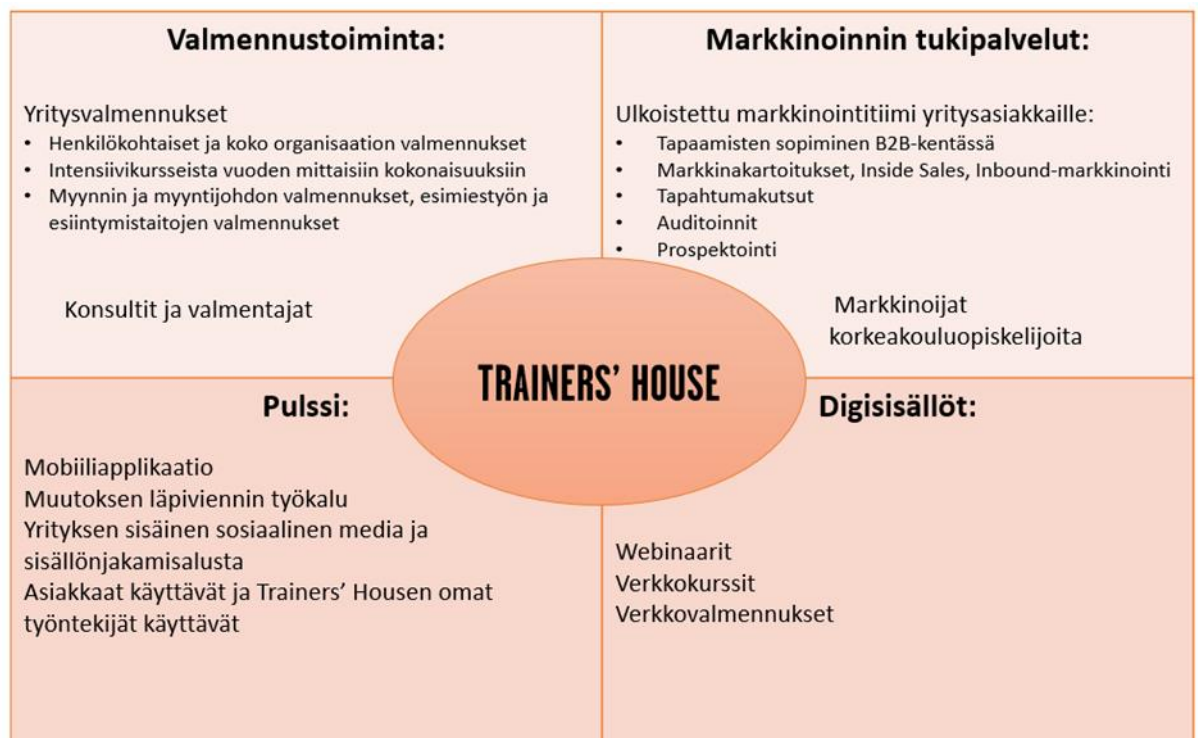 Valmennustoiminta:
Yritysvalmennukset
• Henkilökohtaiset ja koko organisaation valmennukset
• Intensiivikursseista vuoden mittaisiin kokonaisuuksiin
• Myynnin ja myyntijohdon valmennukset, esimiestyön ja
esiintymistaitojen valmennukset
Konsultit ja valmentajat
Markkinoinnin tukipalvelut:
Ulkoistettu markkinointitiimi yritysasiakkaille:
• Tapaamisten sopiminen B2B-kentässä
• Markkinakartoitukset, Inside Sales, Inbound-markkinointi
• Tapahtumakutsut
• Auditoinnit
• Prospektointi
Markkinoijat
korkeakouluopiskelijoita
TRAINERS’ HOUSE
Pulssi:
Mobiiliapplikaatio
Muutoksen läpiviennin työkalu
Yrityksen sisäinen sosiaalinen media ja
sisällönjakamisalusta
Asiakkaat käyttävät ja Trainers’ Housen omat
työntekijät käyttävät
Digisisällöt:
Webinaarit
Verkkokurssit
Verkkovalmennukset